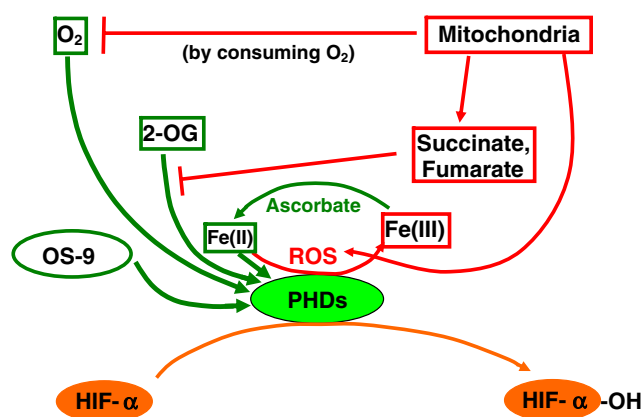 O₂
Mitochondria
(by consuming O₂)
2-OG
Succinate,
Fumarate
Ascorbate
Fe(II)
Fe(III)
ROS
OS-9
PHDs
HIF- α
HIF- α-OH